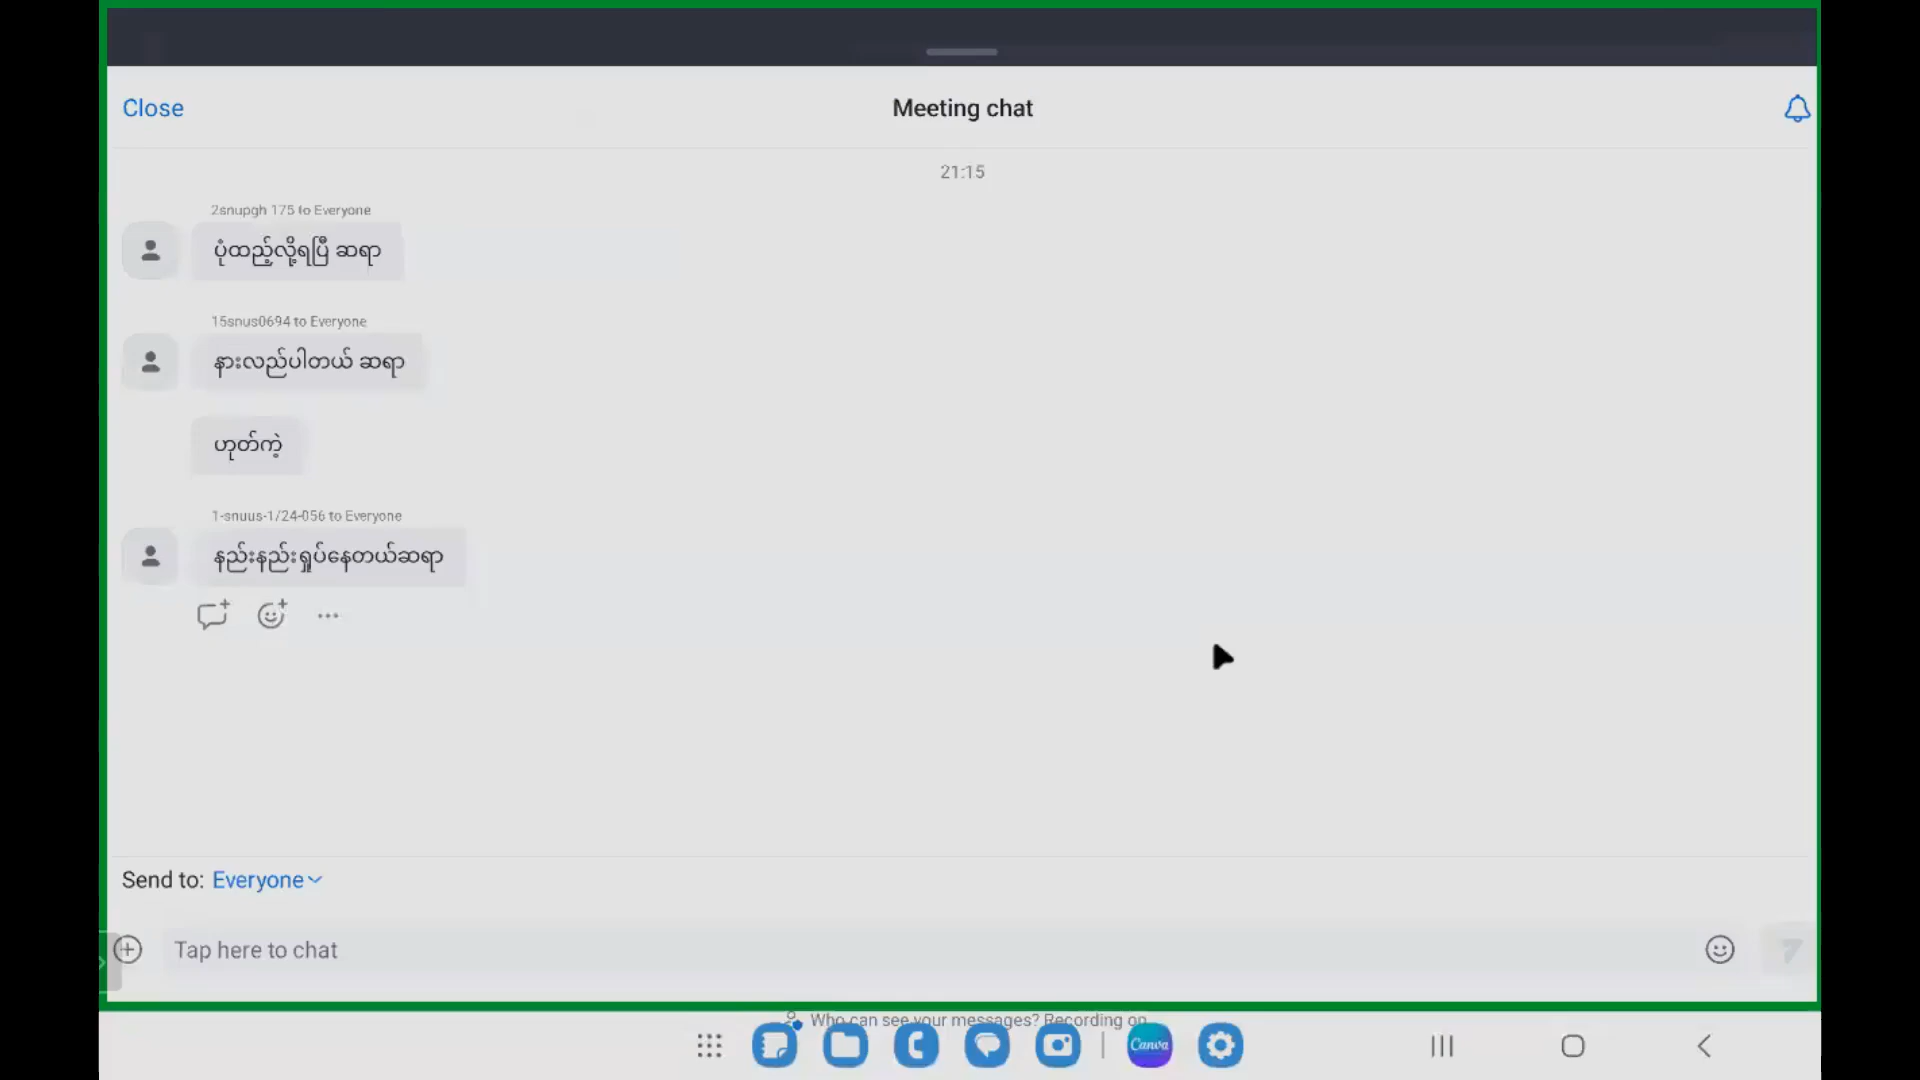 Close
Meeting chat
21:15
2snupgh 175 to Everyone
ပုံထည့်လို့ရပြီ ဆရာ
15snus0694 to Everyone
နားလည်ပါတယ် ဆရာ
ဟုတ်ကဲ့
1-snuus-1/24-056 to Everyone
နည်းနည်းရှုပ်နေတယ်ဆရာ
Send to: Everyone
Tap here to chat
Who can see your messages? Recording on
Canva